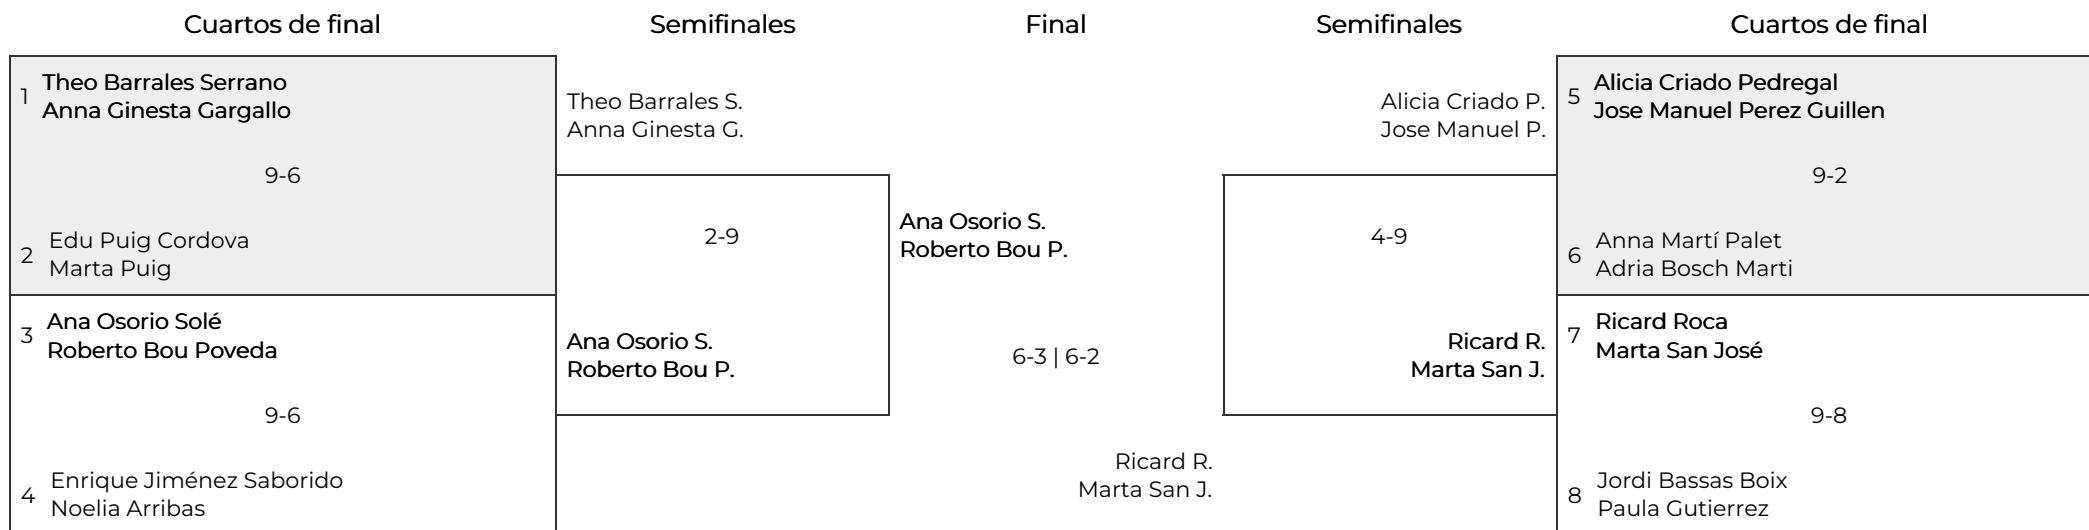 Cuartos de final
Semifinales
Final
Semifinales
Cuartos de final
1
Theo Barrales Serrano
Anna Ginesta Gargallo
9-6
2
Edu Puig Cordova
Marta Puig
3
Ana Osorio Solé
Roberto Bou Poveda
9-6
4
Enrique Jiménez Saborido
Noelia Arribas
Theo Barrales S.
Anna Ginesta G.
2-9
Ana Osorio S.
Roberto Bou P.
Ana Osorio S.
Roberto Bou P.
6-3 | 6-2
Ricard R.
Marta San J.
Alicia Criado P.
Jose Manuel P.
4-9
Ricard R.
Marta San J.
5
Alicia Criado Pedregal
Jose Manuel Perez Guillen
9-2
6
Anna Martí Palet
Adria Bosch Marti
7
Ricard Roca
Marta San José
9-8
8
Jordi Bassas Boix
Paula Gutierrez